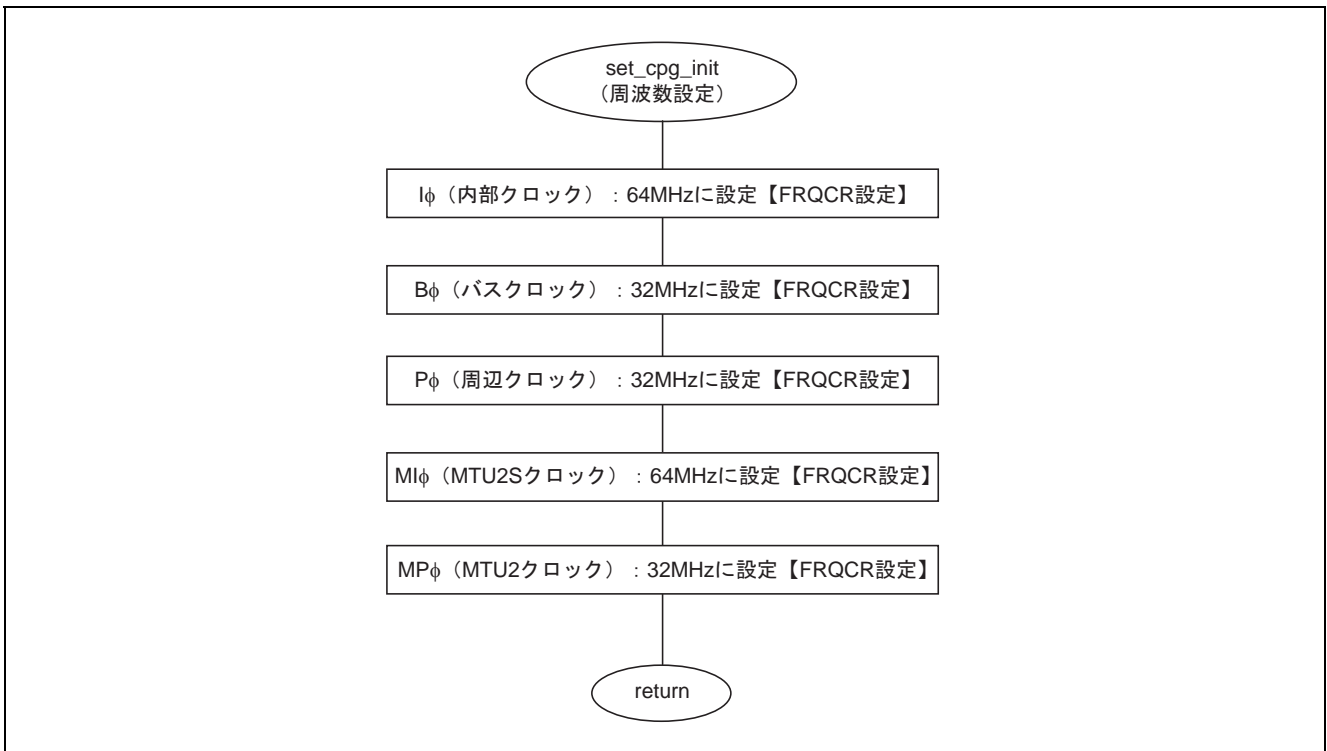 set_cpg_init
（周波数設定）
Iφ（内部クロック）：64MHzに設定【FRQCR設定】
Bφ（バスクロック）：32MHzに設定【FRQCR設定】
Pφ（周辺クロック）：32MHzに設定【FRQCR設定】
MIφ（MTU2Sクロック）：64MHzに設定【FRQCR設定】
MPφ（MTU2クロック）：32MHzに設定【FRQCR設定】
return